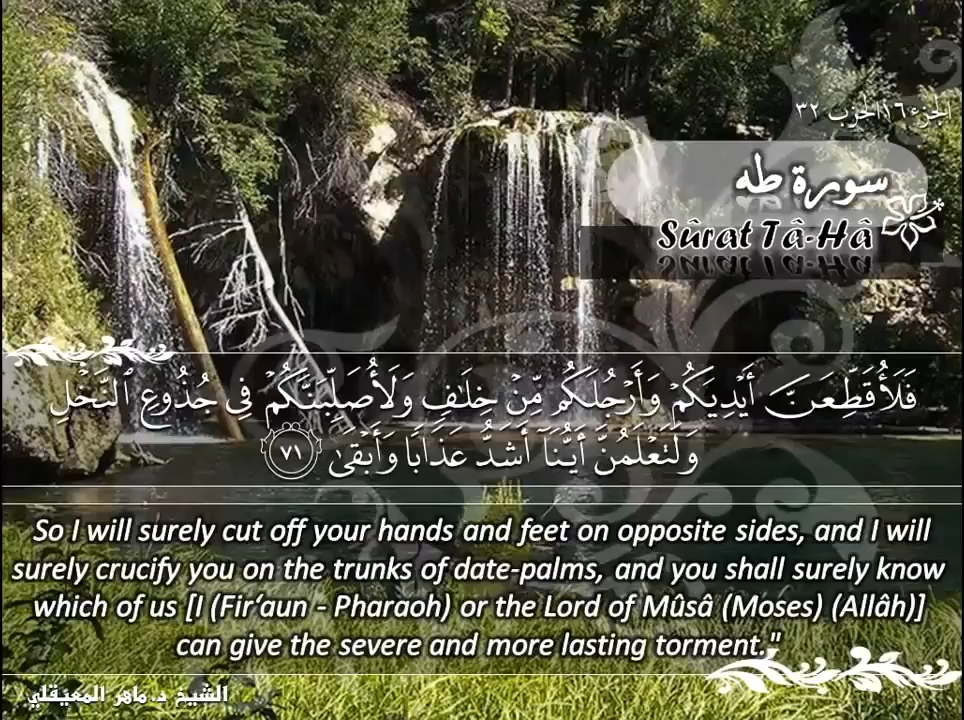 الجزء ١٦ الحزب ٣٢
سورة طه
Sûrat Tâ-Hâ
فَلَأُقَطِّعَنَّ أَيْدِيَكُمْ وَأَرْجُلَكُم مِّنْ خِلَٰفٍ وَلَأُصَلِّبَنَّكُمْ فِى جُذُوعِ ٱلنَّخْلِ
وَلَتَعْلَمُنَّ أَيُّنَآ أَشَدُّ عَذَابًا وَأَبْقَىٰ ٧١
So I will surely cut off your hands and feet on opposite sides, and I will
surely crucify you on the trunks of date-palms, and you shall surely know
which of us [I (Fir‘aun - Pharaoh) or the Lord of Mûsâ (Moses) (Allâh)]
can give the severe and more lasting torment."
الشيخ د. ماهر المعيقلي